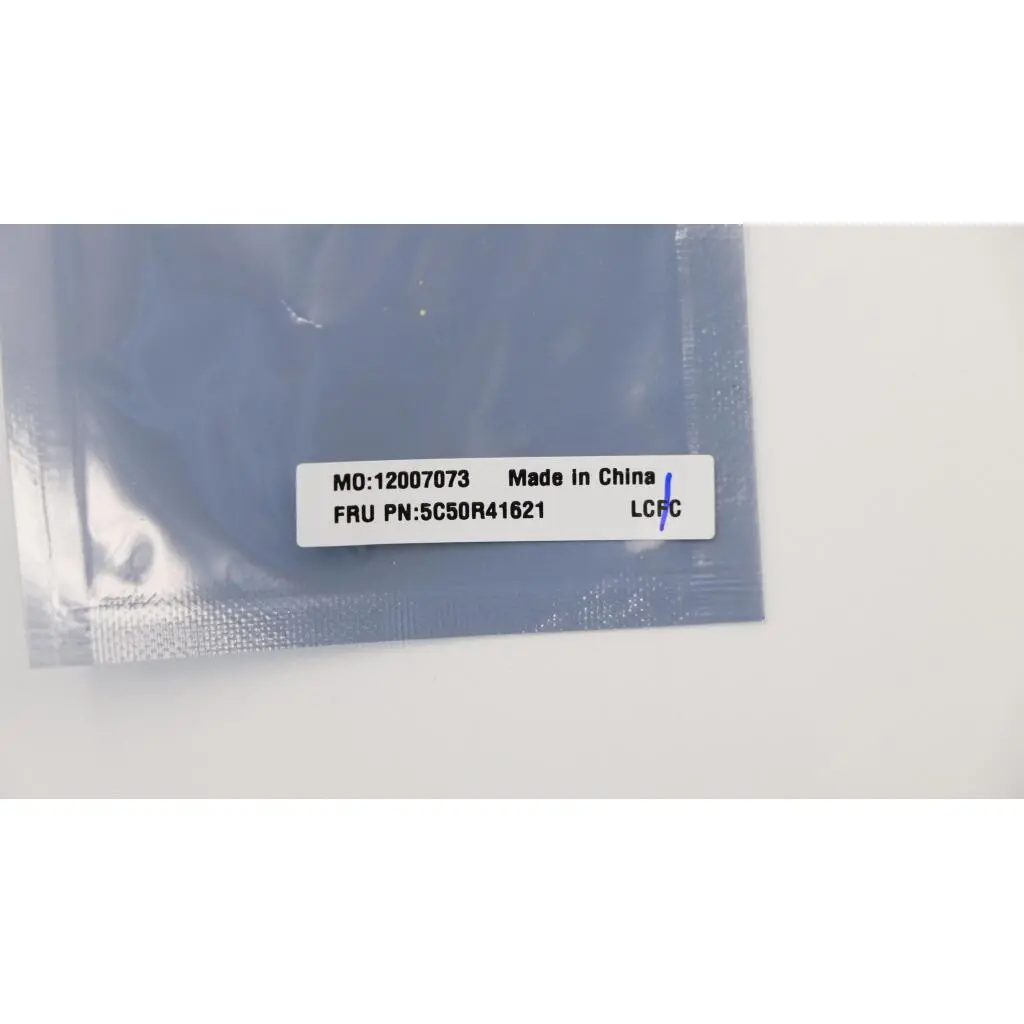 MO:12007073 Made in China
FRU PN:5C50R41621 LCFC